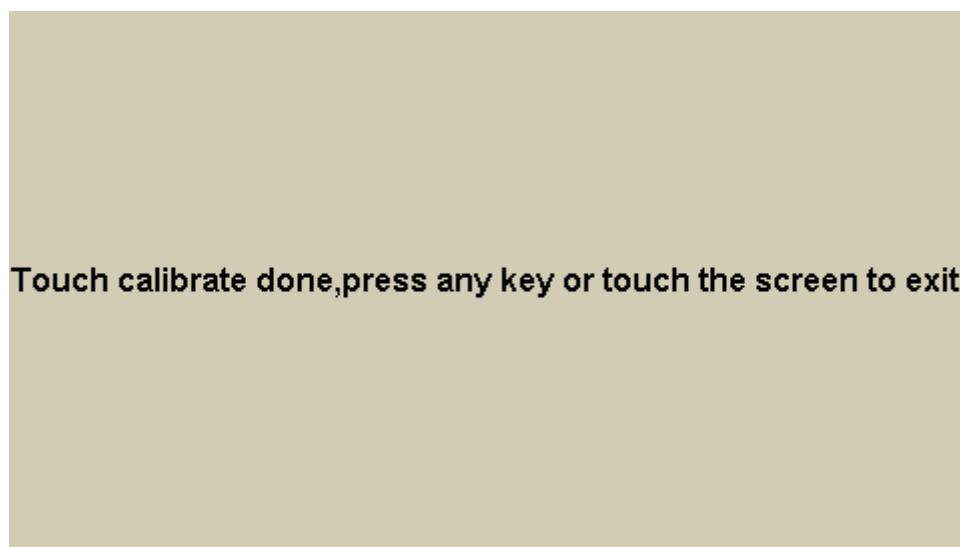 Touch calibrate done,press any key or touch the screen to exit